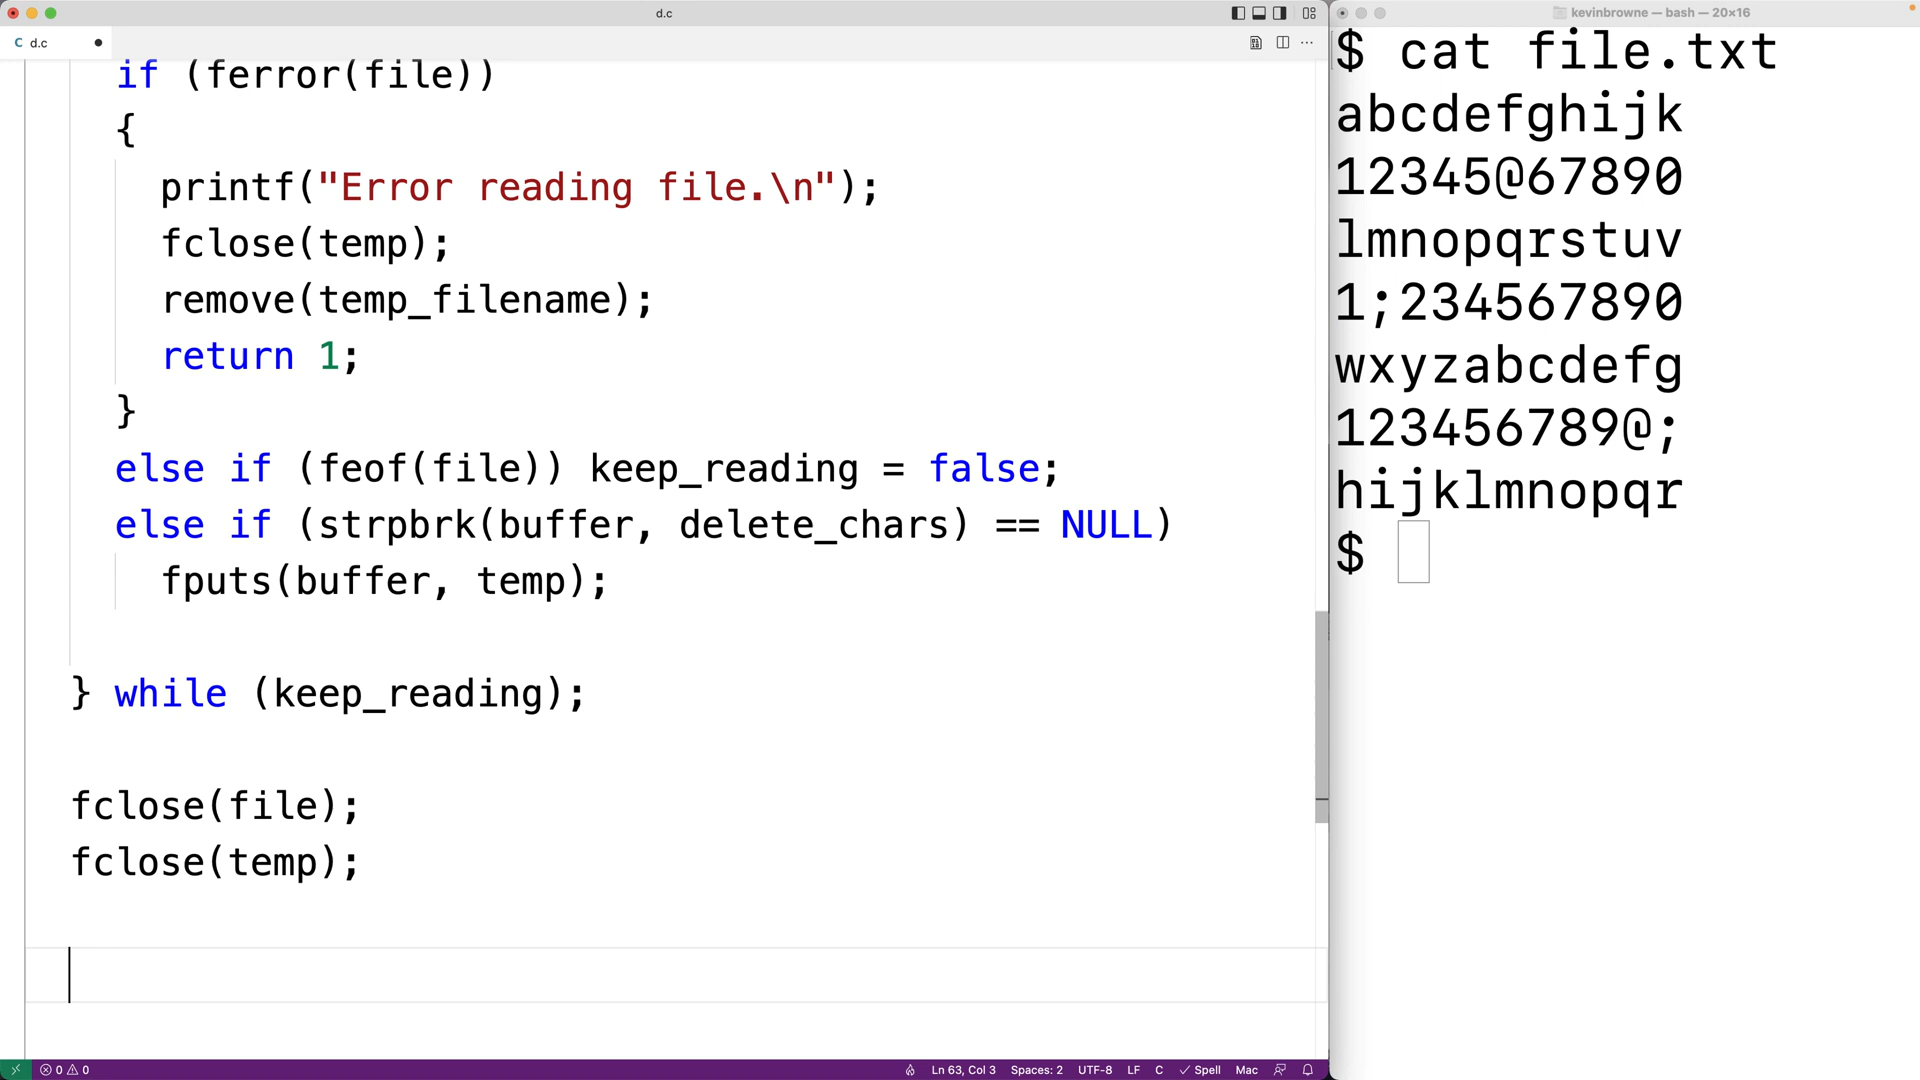 d.c
C d.c
if (ferror(file))
{
printf("Error reading file.\n");
fclose(temp);
remove(temp_filename);
return 1;
}
else if (feof(file)) keep_reading = false;
else if (strpbrk(buffer, delete_chars) == NULL)
fputs(buffer, temp);
} while (keep_reading);
fclose(file);
fclose(temp);
0 0
Ln 63, Col 3 Spaces: 2 UTF-8 LF C Spell Mac
kevinbrowne — bash — 20×16
$ cat file.txt
abcdefghijk
12345@67890
lmnopqrstuv
1;234567890
wxyzabcdefg
123456789@;
hijklmnopqr
$